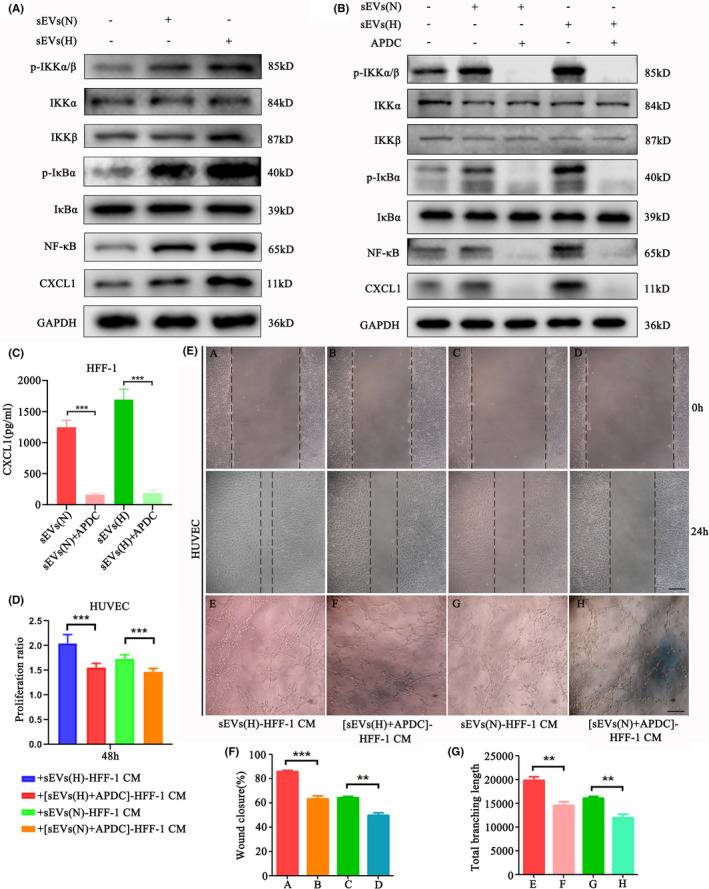 (A)
sEVs(N) - + -
sEVs(H) - - +
p-IKKα/β 85kD
IKKα 84kD
IKKβ 87kD
p-IκBα 40kD
IκBα 39kD
NF-κB 65kD
CXCL1 11kD
GAPDH 36kD
(B)
sEVs(N) - + + - -
sEVs(H) - - - + +
APDC - - + - +
p-IKKα/β 85kD
IKKα 84kD
IKKβ 87kD
p-IκBα 40kD
IκBα 39kD
NF-κB 65kD
CXCL1 11kD
GAPDH 36kD
(C)
HFF-1
CXCL1(pg/ml)
2000
1500
1000
500
0
***
***
sEVs(N)
sEVs(N)+APDC
sEVs(H)
sEVs(H)+APDC
(D)
HUVEC
Proliferation ratio
2.5
2.0
1.5
1.0
0.5
0.0
***
***
48h
+sEVs(H)-HFF-1 CM
+[sEVs(H)+APDC]-HFF-1 CM
+sEVs(N)-HFF-1 CM
+[sEVs(N)+APDC]-HFF-1 CM
(E)
HUVEC
A B C D
0h
24h
E F G H
sEVs(H)-HFF-1 CM
[sEVs(H)+APDC]-
HFF-1 CM
sEVs(N)-HFF-1 CM
[sEVs(N)+APDC]-
HFF-1 CM
(F)
Wound closure(%)
100
80
60
40
20
0
***
**
A B C D
(G)
Total branching length
25000
20000
15000
10000
5000
0
**
**
E F G H